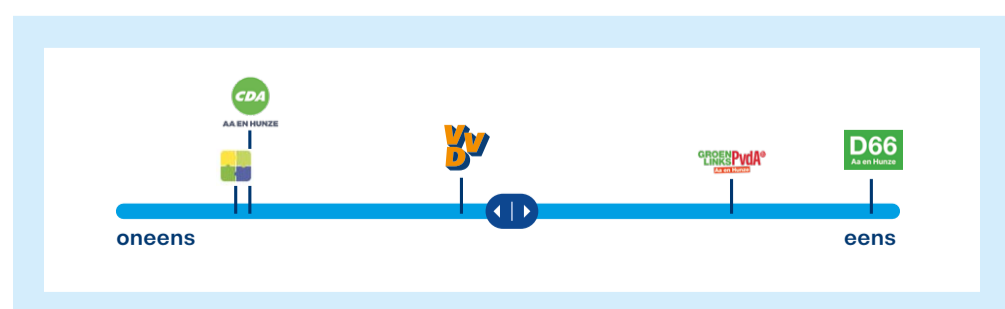 CDA
AA EN HUNZE
VVD
GROEN
LINKS PvdA
Aa en Hunze
D66
Aa en Hunze
oneens
eens